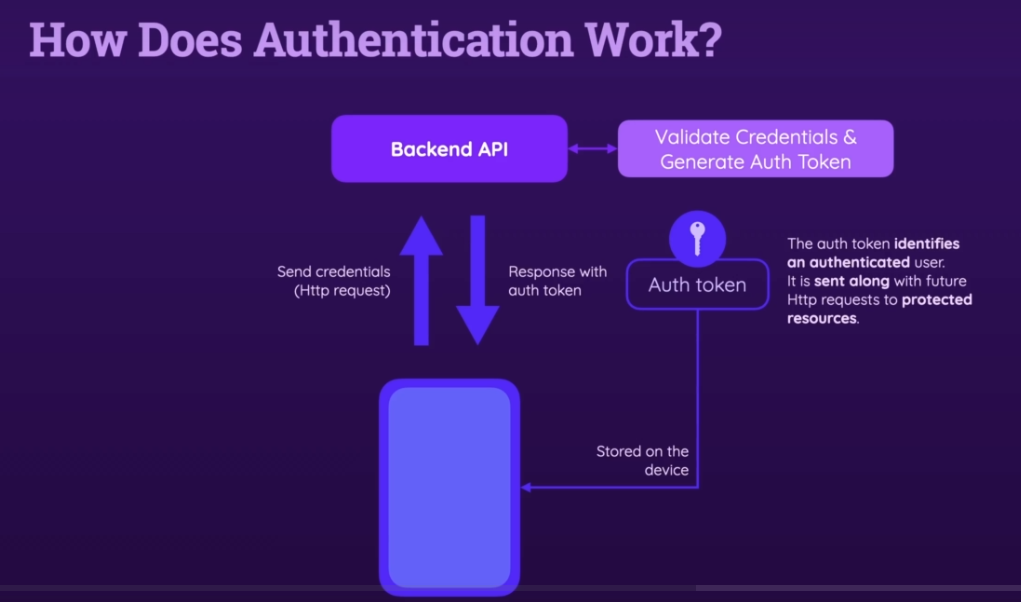 How Does Authentication Work?
Backend API
Validate Credentials &
Generate Auth Token
Send credentials
(Http request)
Response with
auth token
Auth token
The auth token identifies
an authenticated user.
It is sent along with future
Http requests to protected
resources.
Stored on the
device